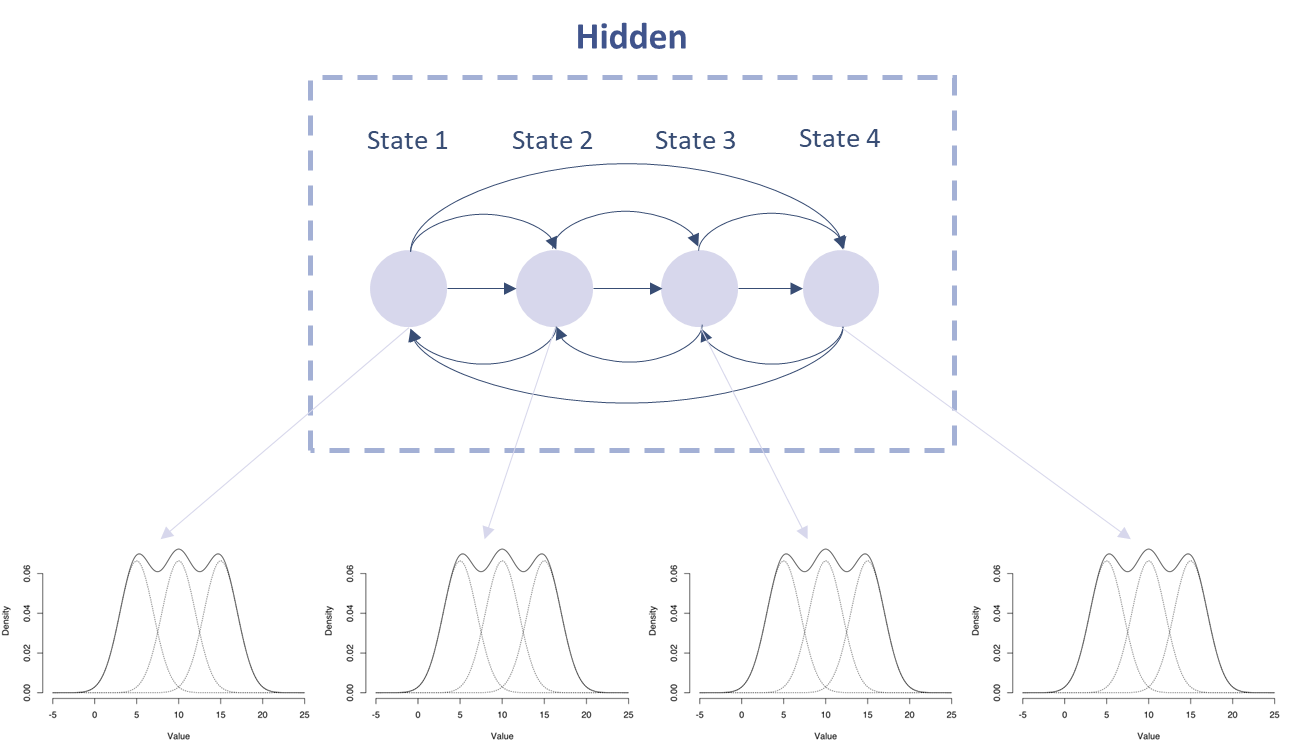 Hidden
State 1 State 2 State 3 State 4
0.06 0.06 0.06 0.06
0.04 0.04 0.04 0.04
Density Density Density Density
0.02 0.02 0.02 0.02
0.00 0.00 0.00 0.00
-5 0 5 10 15 20 25 -5 0 5 10 15 20 25 -5 0 5 10 15 20 25 -5 0 5 10 15 20 25
Value Value Value Value